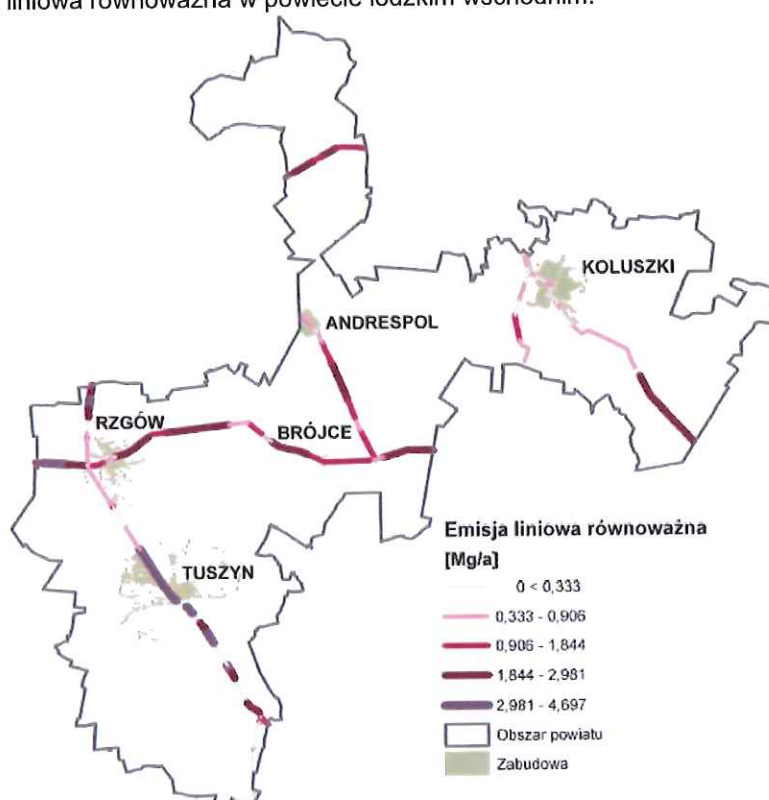 liniowa równoważna w powiecie łódzkim wschodnim.
KOLUSZKI
ANDRESPOL
RZGÓW
BRÓJCE
TUSZYN
Emisja liniowa równoważna
[Mg/a]
0 < 0,333
0,333 - 0,906
0,906 - 1,844
1,844 - 2,981
2,981 - 4,697
Obszar powiatu
Zabudowa